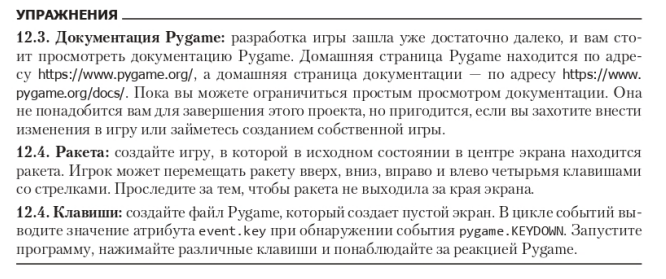 УПРАЖНЕНИЯ
12.3. Документация Pygame: разработка игры зашла уже достаточно далеко, и вам сто-
ит просмотреть документацию Pygame. Домашняя страница Pygame находится по адре-
су https://www.pygame.org/, а домашняя страница документации — по адресу https://www.
pygame.org/docs/. Пока вы можете ограничиться простым просмотром документации. Она
не понадобится вам для завершения этого проекта, но пригодится, если вы захотите внести
изменения в игру или займетесь созданием собственной игры.
12.4. Ракета: создайте игру, в которой в исходном состоянии в центре экрана находится
ракета. Игрок может перемещать ракету вверх, вниз, вправо и влево четырьмя клавишами
со стрелками. Проследите за тем, чтобы ракета не выходила за края экрана.
12.4. Клавиши: создайте файл Pygame, который создает пустой экран. В цикле событий вы-
водите значение атрибута event.key при обнаружении события pygame.KEYDOWN. Запустите
программу, нажимайте различные клавиши и понаблюдайте за реакцией Pygame.